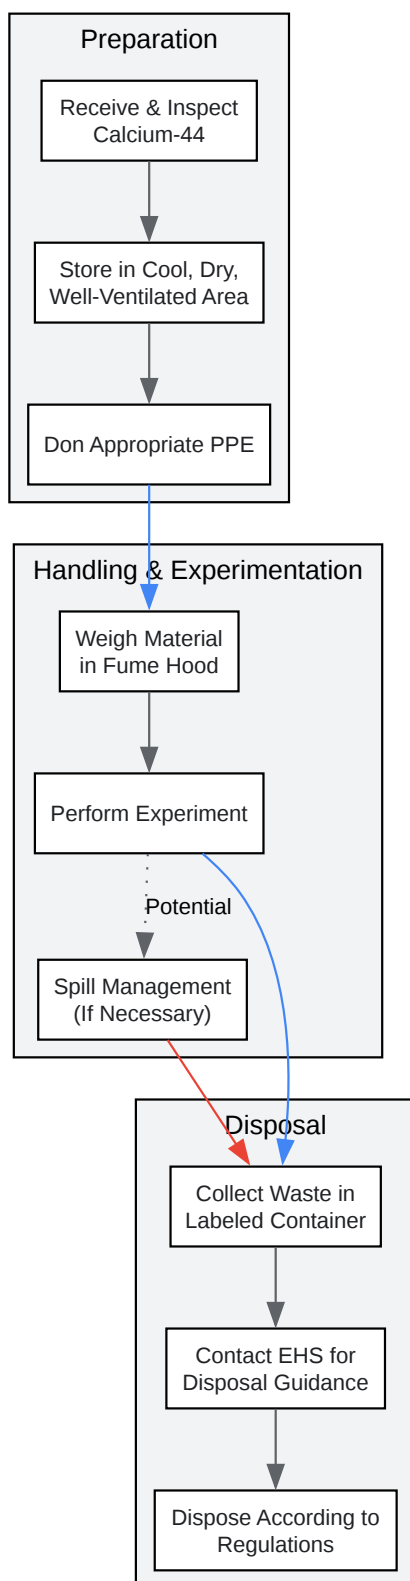 Preparation
Receive & Inspect
Calcium-44
Store in Cool, Dry,
Well-Ventilated Area
Don Appropriate PPE
Handling & Experimentation
Weigh Material
in Fume Hood
Perform Experiment
Potential
Spill Management
(If Necessary)
Disposal
Collect Waste in
Labeled Container
Contact EHS for
Disposal Guidance
Dispose According to
Regulations